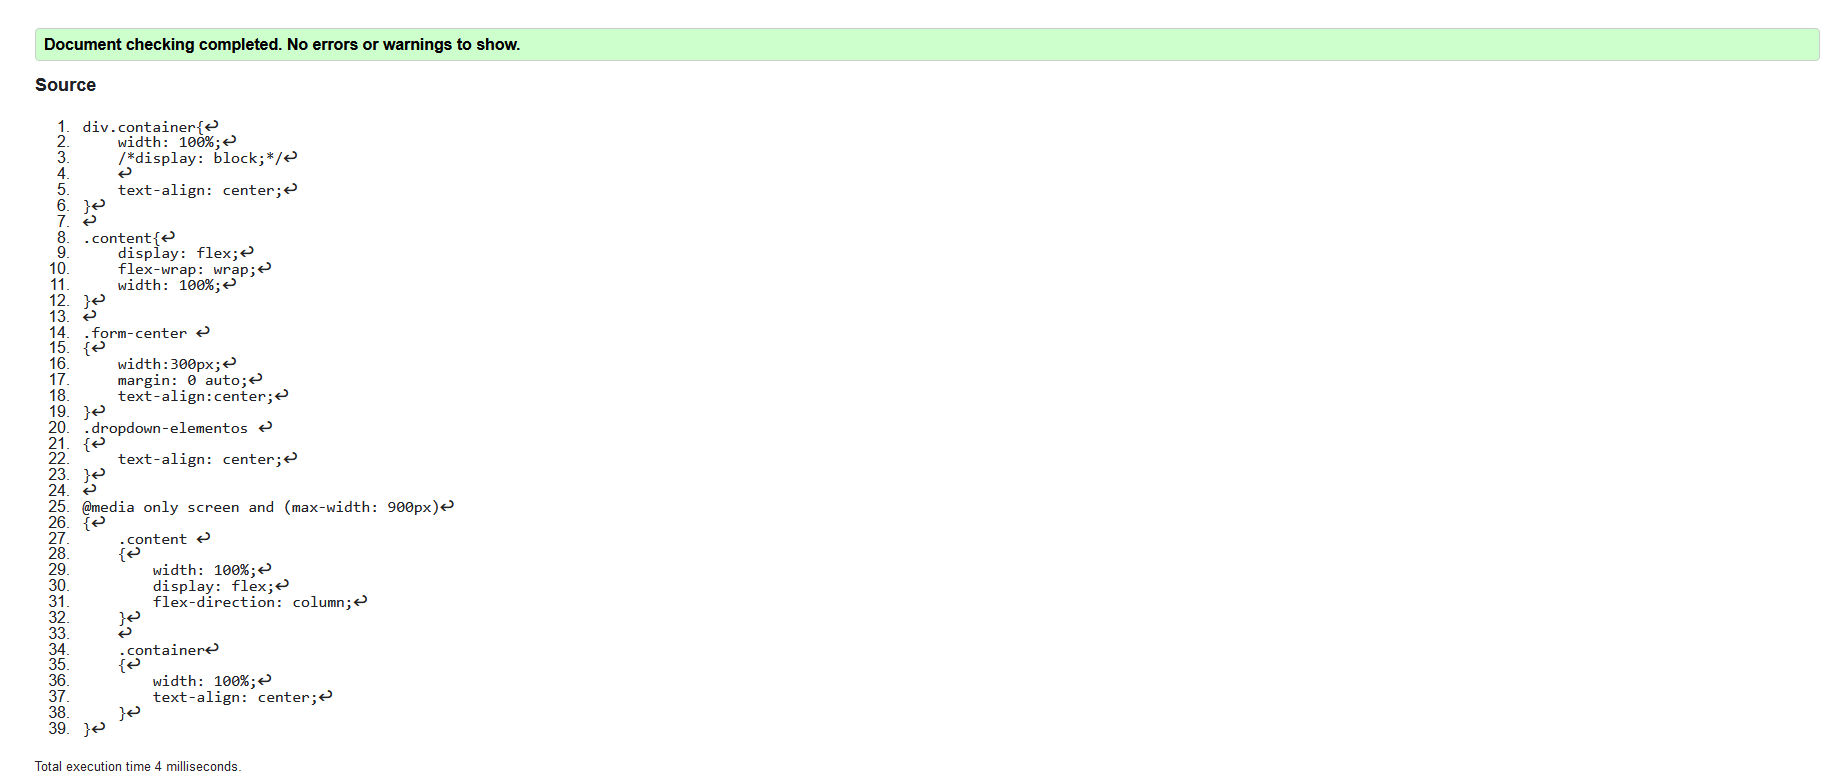 Document checking completed. No errors or warnings to show.
Source
1. div.container{↩
2.     width: 100%;↩
3.     /*display: block;*/↩
4.     ↩
5.     text-align: center;↩
6. }↩
7. ↩
8. .content{↩
9.     display: flex;↩
10.     flex-wrap: wrap;↩
11.     width: 100%;↩
12. }↩
13. ↩
14. .form-center ↩
15. {↩
16.     width:300px;↩
17.     margin: 0 auto;↩
18.     text-align:center;↩
19. }↩
20. .dropdown-elementos ↩
21. {↩
22.     text-align: center;↩
23. }↩
24. ↩
25. @media only screen and (max-width: 900px)↩
26. {↩
27.     .content ↩
28.     {↩
29.         width: 100%;↩
30.         display: flex;↩
31.         flex-direction: column;↩
32.     }↩
33.     ↩
34.     .container↩
35.     {↩
36.         width: 100%;↩
37.         text-align: center;↩
38.     }↩
39. }↩
Total execution time 4 milliseconds.